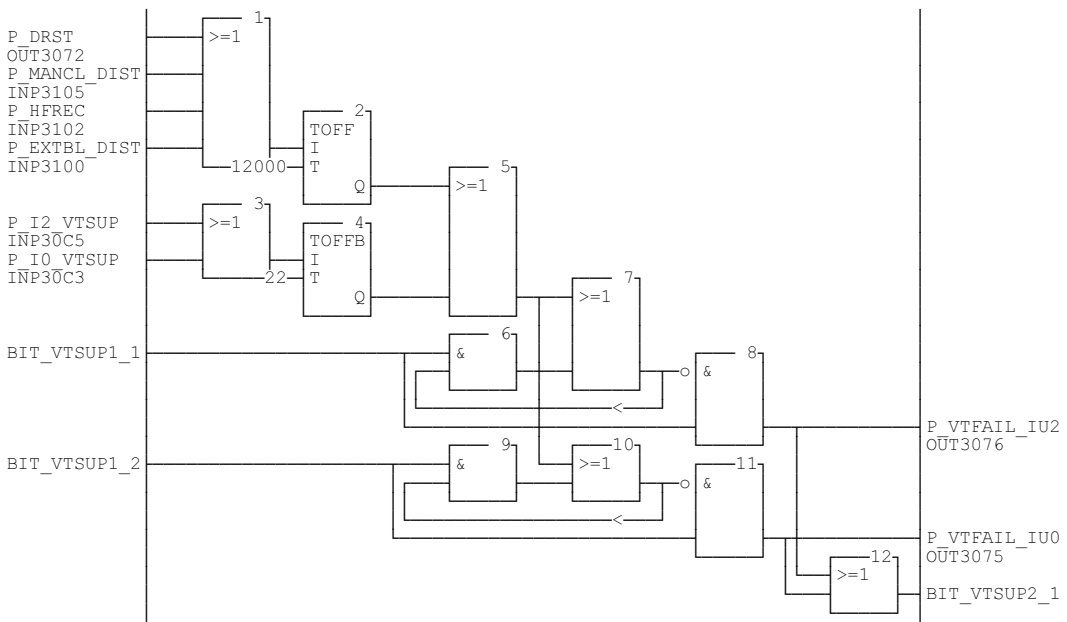 1
P_DRST >=1
OUT3072
P_MANCL_DIST
INP3105
P_HFREC 2
INP3102 TOFF
P_EXTBL_DIST I
INP3100 12000 T
5
Q >=1
3
P_I2_VTSUP >=1 4
INP30C5 TOFFB
P_I0_VTSUP I
INP30C3 22 T
7
Q >=1
6
BIT_VTSUP1_1 & 8
&
<
P_VTFAIL_IU2
9 10 OUT3076
BIT_VTSUP1_2 & >=1 11
&
<
P_VTFAIL_IU0
12 OUT3075
>=1
BIT_VTSUP2_1